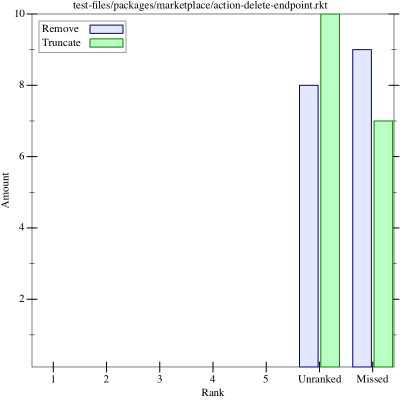 test-files/packages/marketplace/action-delete-endpoint.rkt
10
Remove
Truncate
8
6
Amount
4
2
1 2 3 4 5 Unranked Missed
Rank